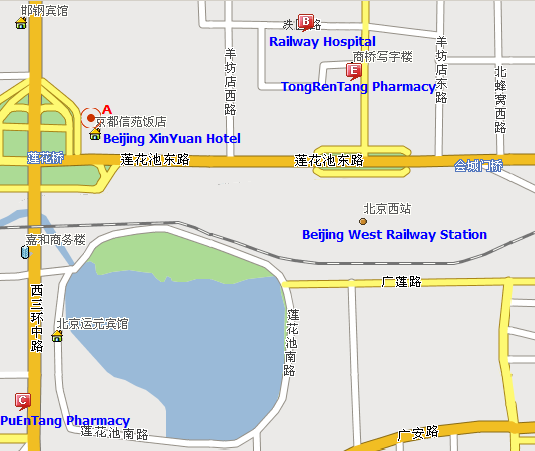 邯钢宾馆
铁医路
B
Railway Hospital
羊坊店西路
羊坊店东路
商桥写字楼
E
TongRenTang Pharmacy
北蜂窝西路
A
京都信苑饭店
Beijing XinYuan Hotel
莲花桥
莲花池东路
莲花池东路
会城门桥
北京西站
Beijing West Railway Station
嘉和商务楼
广莲路
西三环中路
北京运元宾馆
莲花池南路
C
PuEnTang Pharmacy
莲花池南路
广安路